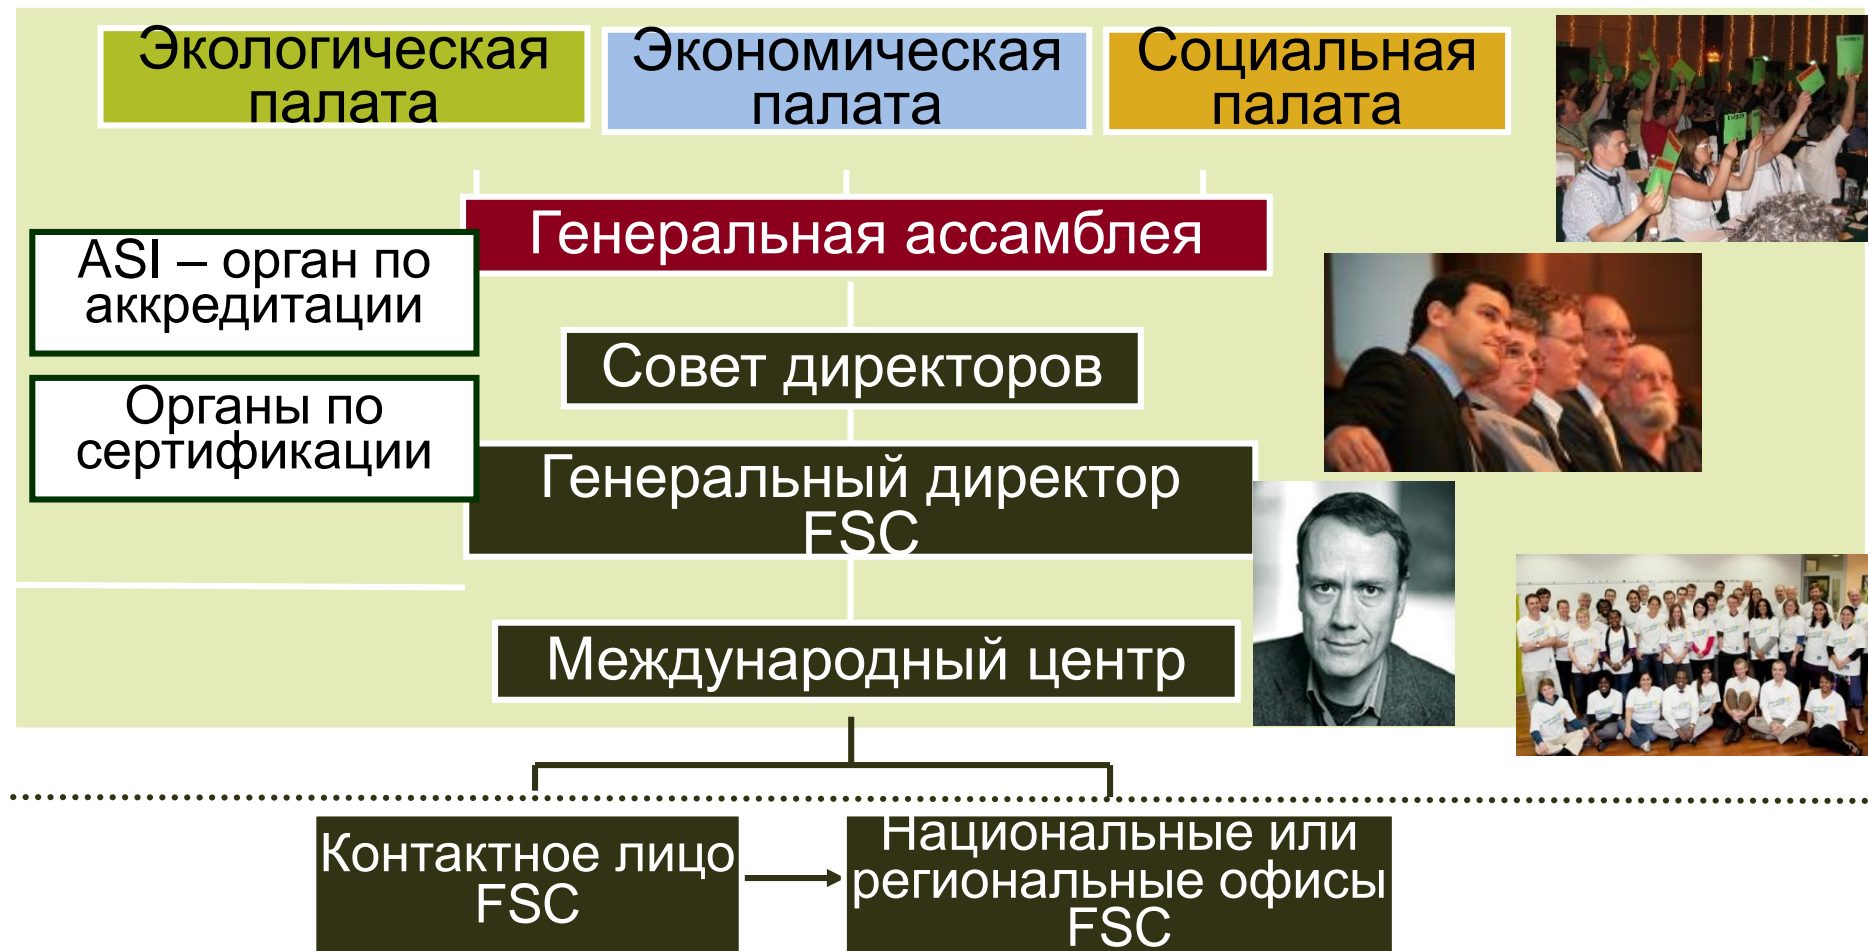 Экологическая
палата
Экономическая
палата
Социальная
палата
Генеральная ассамблея
ASI – орган по
аккредитации
Совет директоров
Органы по
сертификации
Генеральный директор
FSC
Международный центр
Контактное лицо
FSC
Национальные или
региональные офисы
FSC